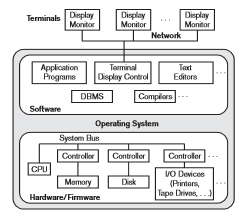 Terminals
Display Monitor
Display Monitor
. . .
Display Monitor
Network
Application Programs
Terminal Display Control
Text Editors
. . .
DBMS
Compilers
. . .
Software
Operating System
System Bus
Controller
Controller
Controller
. . .
CPU
Memory
Disk
I/O Devices (Printers, Tape Drives, . . .)
Hardware/Firmware